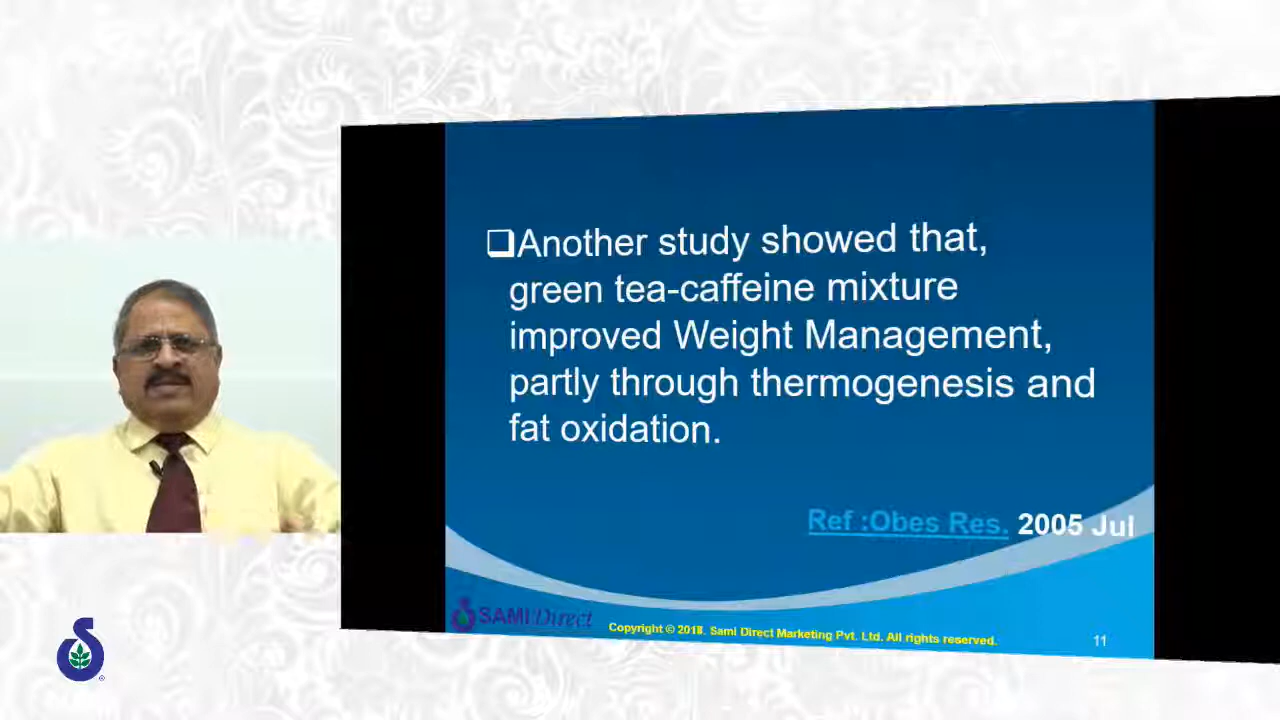 ❑Another study showed that,
green tea-caffeine mixture
improved Weight Management,
partly through thermogenesis and
fat oxidation.
Ref :Obes Res. 2005 Jul
SAMI Direct
Copyright © 2018. Sami Direct Marketing Pvt. Ltd. All rights reserved.
11